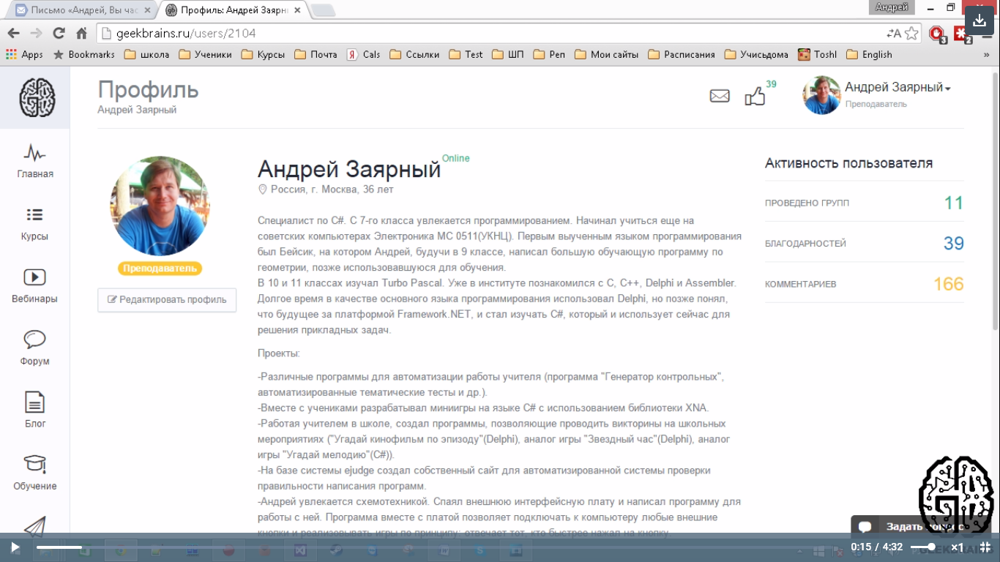 Письмо «Андрей, Вы час
Профиль: Андрей Заярн
Андрей
geekbrains.ru/users/2104
3
2
Apps
Bookmarks
школа
Ученики
Курсы
Почта
Cals
Ссылки
Test
ШП
Реп
Мои сайты
Расписания
Учисьдома
Toshl
English
»
Профиль
Андрей Заярный
39
Андрей Заярный
Преподаватель
Главная
Курсы
Вебинары
Форум
Блог
Обучение
Преподаватель
Редактировать профиль
Андрей Заярный
Online
Россия, г. Москва, 36 лет
Специалист по C#. С 7-го класса увлекается программированием. Начинал учиться еще на
советских компьютерах Электроника МС 0511(УКНЦ). Первым выученным языком программирования
был Бейсик, на котором Андрей, будучи в 9 классе, написал большую обучающую программу по
геометрии, позже использовавшуюся для обучения.
В 10 и 11 классах изучал Turbo Pascal. Уже в институте познакомился с C, C++, Delphi и Assembler.
Долгое время в качестве основного языка программирования использовал Delphi, но позже понял,
что будущее за платформой Framework.NET, и стал изучать C#, который и использует сейчас для
решения прикладных задач.
Проекты:
-Различные программы для автоматизации работы учителя (программа "Генератор контрольных",
автоматизированные тематические тесты и др.).
-Вместе с учениками разрабатывал миниигры на языке C# с использованием библиотеки XNA.
-Работая учителем в школе, создал программы, позволяющие проводить викторины на школьных
мероприятиях ("Угадай кинофильм по эпизоду"(Delphi), аналог игры "Звездный час"(Delphi), аналог
игры "Угадай мелодию"(C#)).
-На базе системы ejudge создал собственный сайт для автоматизированной системы проверки
правильности написания программ.
-Андрей увлекается схемотехникой. Спаял внешнюю интерфейсную плату и написал программу для
работы с ней. Программа вместе с платой позволяет подключать к компьютеру любые внешние
кнопки и реализовывать игры по принципу: отвечает тот, кто быстрее нажал на кнопку.
Активность пользователя
ПРОВЕДЕНО ГРУПП
11
БЛАГОДАРНОСТЕЙ
39
КОММЕНТАРИЕВ
166
Задать вопрос
0:15 / 4:32
×1